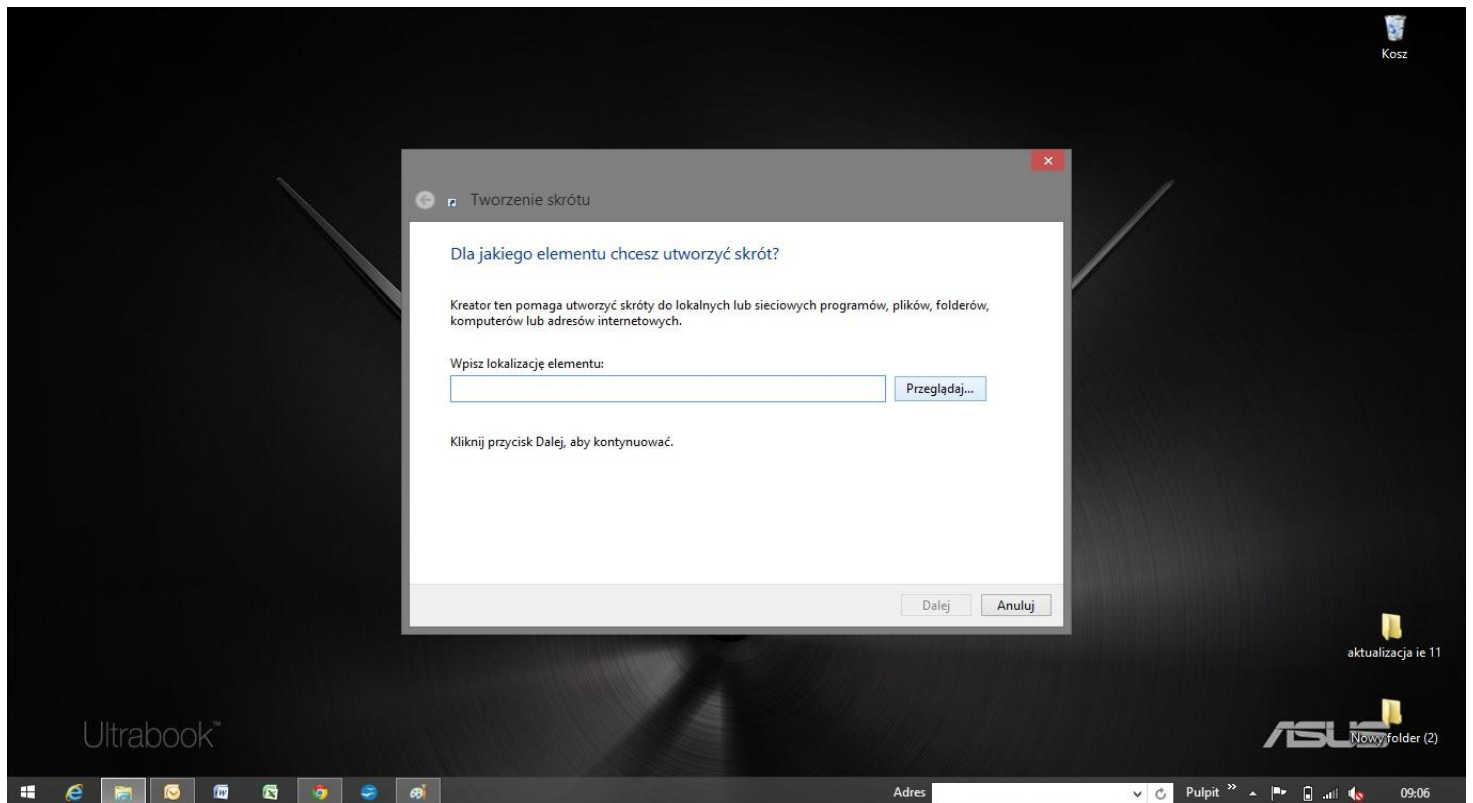 Kosz
Tworzenie skrótu
Dla jakiego elementu chcesz utworzyć skrót?
Kreator ten pomaga utworzyć skróty do lokalnych lub sieciowych programów, plików, folderów,
komputerów lub adresów internetowych.
Wpisz lokalizację elementu:
Przeglądaj...
Kliknij przycisk Dalej, aby kontynuować.
Dalej
Anuluj
aktualizacja ie 11
Ultrabook™
ASUS
Nowy folder (2)
Adres
Pulpit
09:06